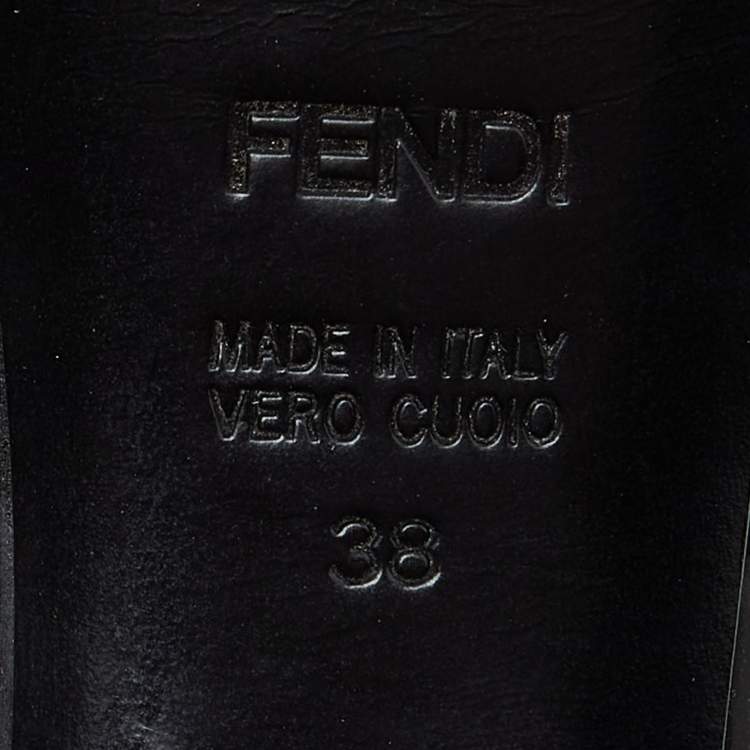 FENDI
MADE IN ITALY
VERO CUOIO
38